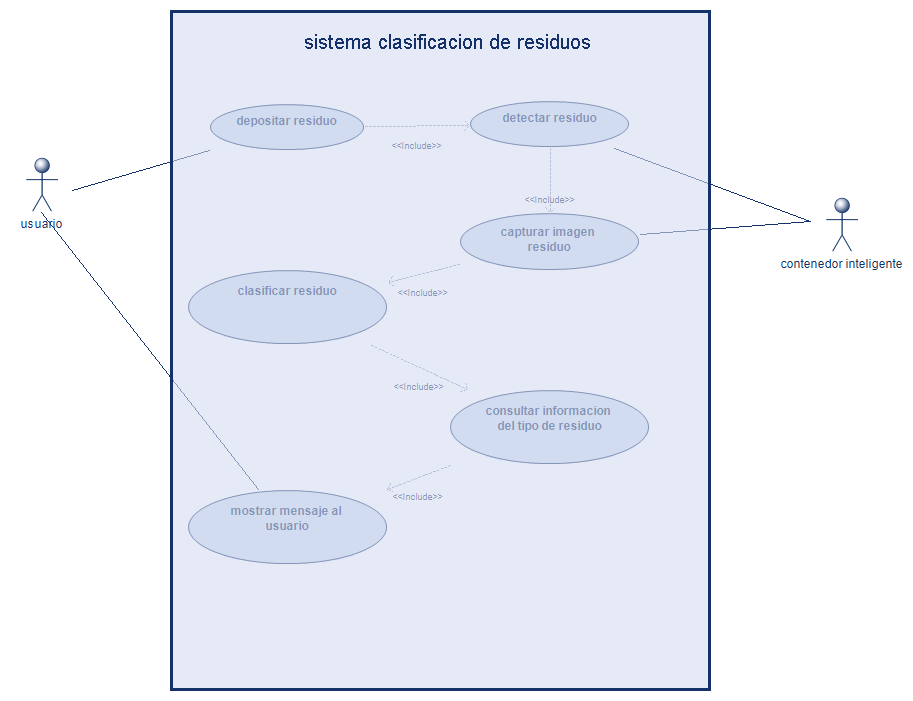 sistema clasificacion de residuos
depositar residuo
detectar residuo
<<Include>>
usuario
<<Include>>
capturar imagen
residuo
contenedor inteligente
clasificar residuo
<<Include>>
<<Include>>
consultar informacion
del tipo de residuo
<<Include>>
mostrar mensaje al
usuario